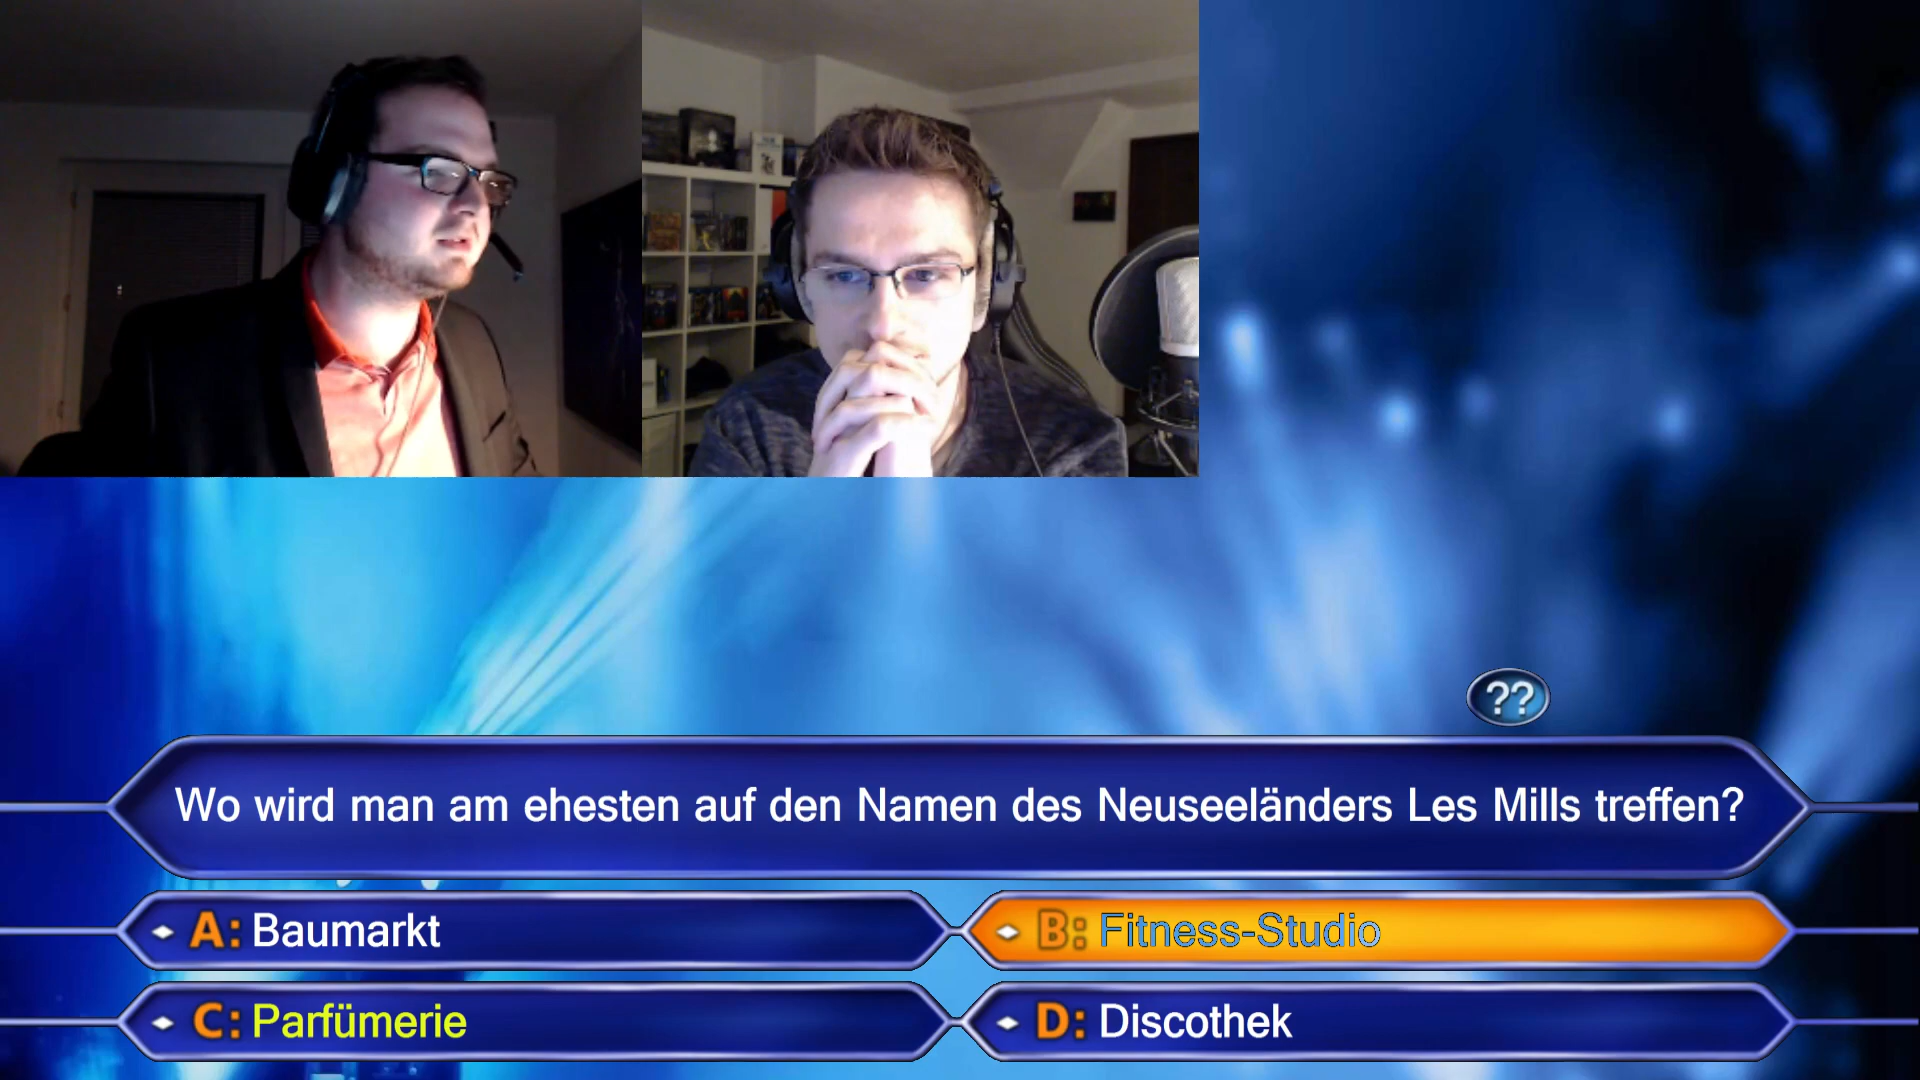 ??
Wo wird man am ehesten auf den Namen des Neuseeländers Les Mills treffen?
A: Baumarkt
B: Fitness-Studio
C: Parfümerie
D: Discothek